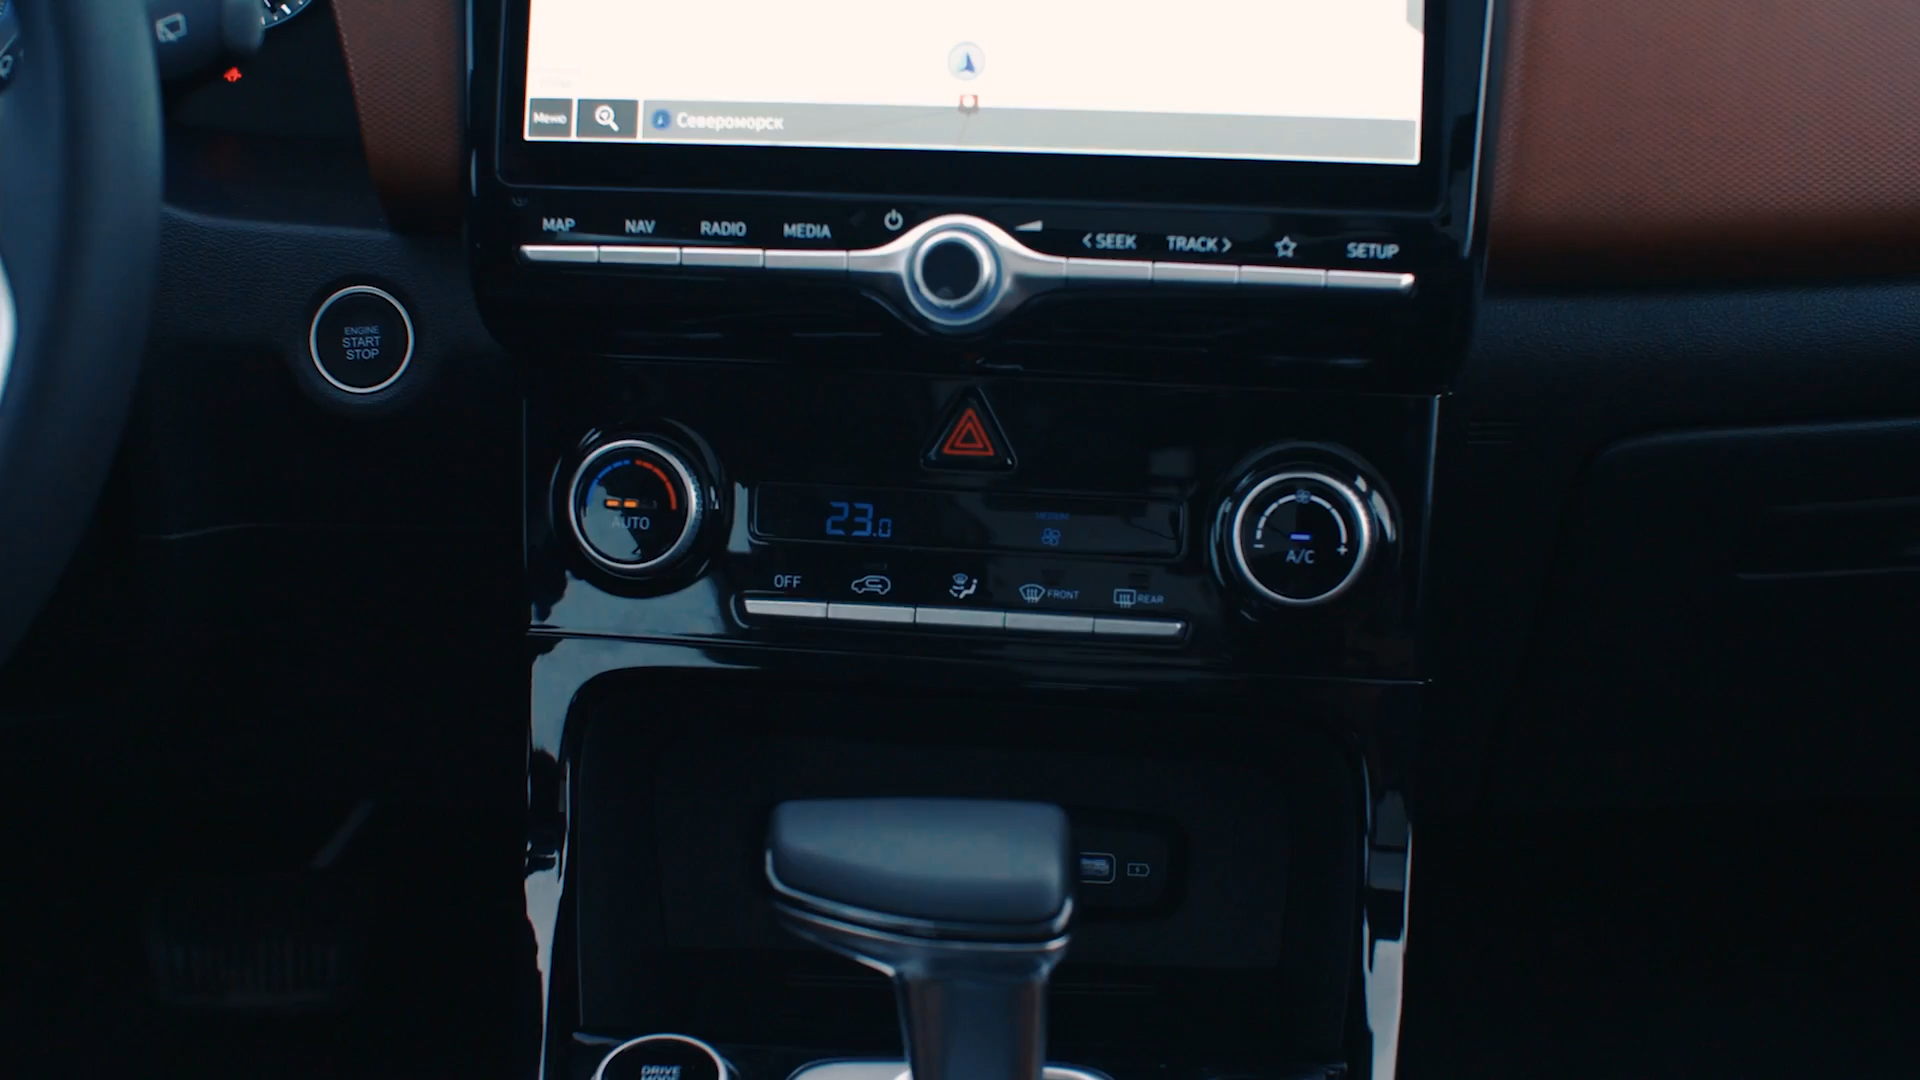 Меню
Североморск
MAP
NAV
RADIO
MEDIA
< SEEK
TRACK >
SETUP
ENGINE
START
STOP
AUTO
23.0
MEDIUM
A/C
OFF
FRONT
REAR
DRIVE
MODE